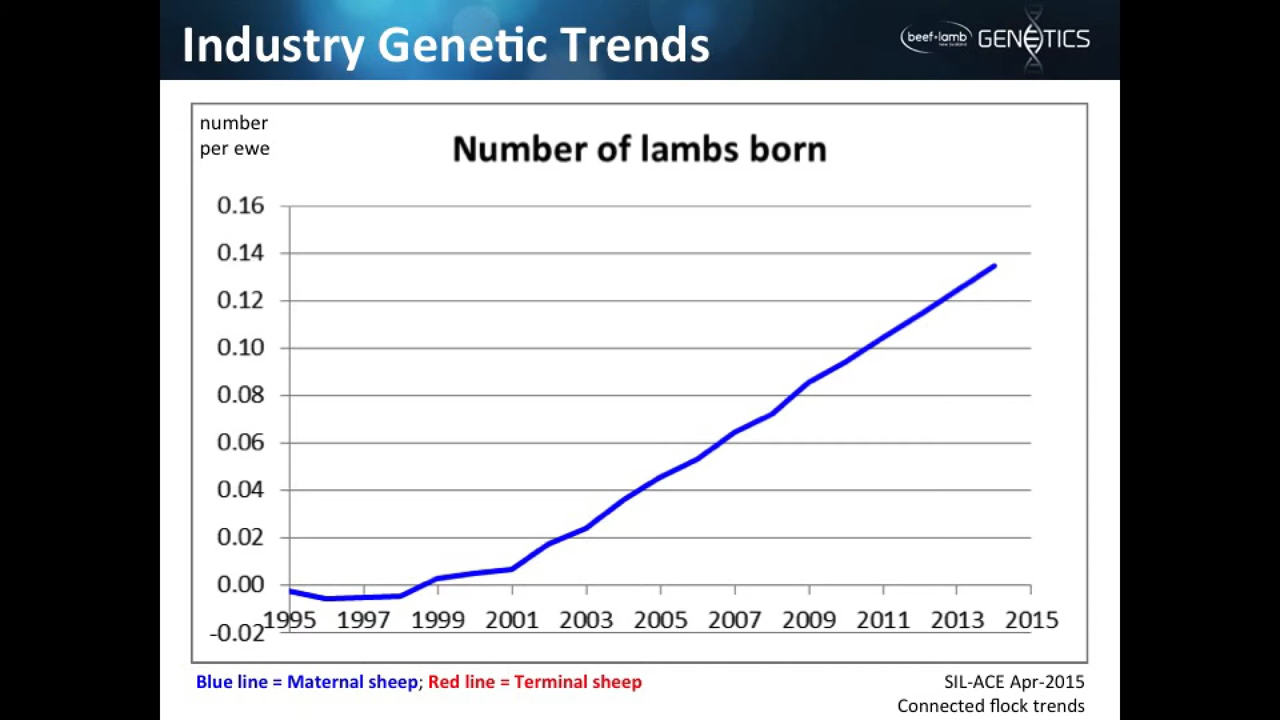 Industry Genetic Trends
beef+lamb
new zealand
GENETICS
number
per ewe
Number of lambs born
0.16
0.14
0.12
0.10
0.08
0.06
0.04
0.02
0.00
-0.02
1995 1997 1999 2001 2003 2005 2007 2009 2011 2013 2015
Blue line = Maternal sheep; Red line = Terminal sheep
SIL-ACE Apr-2015
Connected flock trends